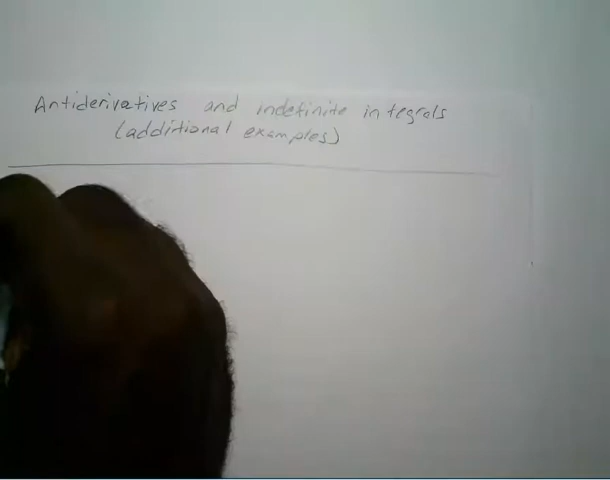 Antiderivatives and indefinite integrals
(additional examples)